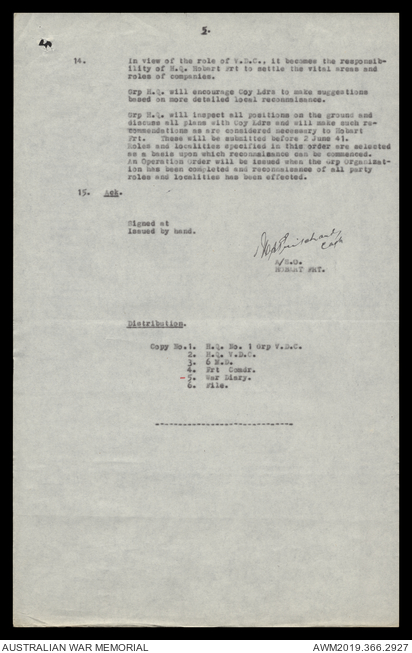 5.
14. In view of the role of V.D.C., it becomes the responsib-
ility of H.Q. Hobart Frt to settle the vital areas and
roles of companies.
Grp H.Q. will encourage Coy Ldrs to make suggestions
based on more detailed local reconnaisance.
Grp H.Q. will inspect all positions on the ground and
discuss all plans with Coy Ldrs and will make such re-
commendations as are considered necessary to Hobart
Frt. These will be submitted before 2 June 41.
Roles and localities specified in this order are selected
as a basis upon which reconnaisance can be commenced.
An Operation Order will be issued when the Grp Organizat-
ion has been completed and reconnaisance of all party
roles and localities has been effected.
15. Ack.
Signed at
Issued by hand.
Capt
A/S.O.
HOBART FRT.
Distribution.
Copy No.1. H.Q. No. 1 Grp V.D.C.
2. H.Q. V.D.C.
3. 6 M.D.
4. Frt Comdr.
5. War Diary.
6. File.
AUSTRALIAN WAR MEMORIAL
AWM2019.366.2927